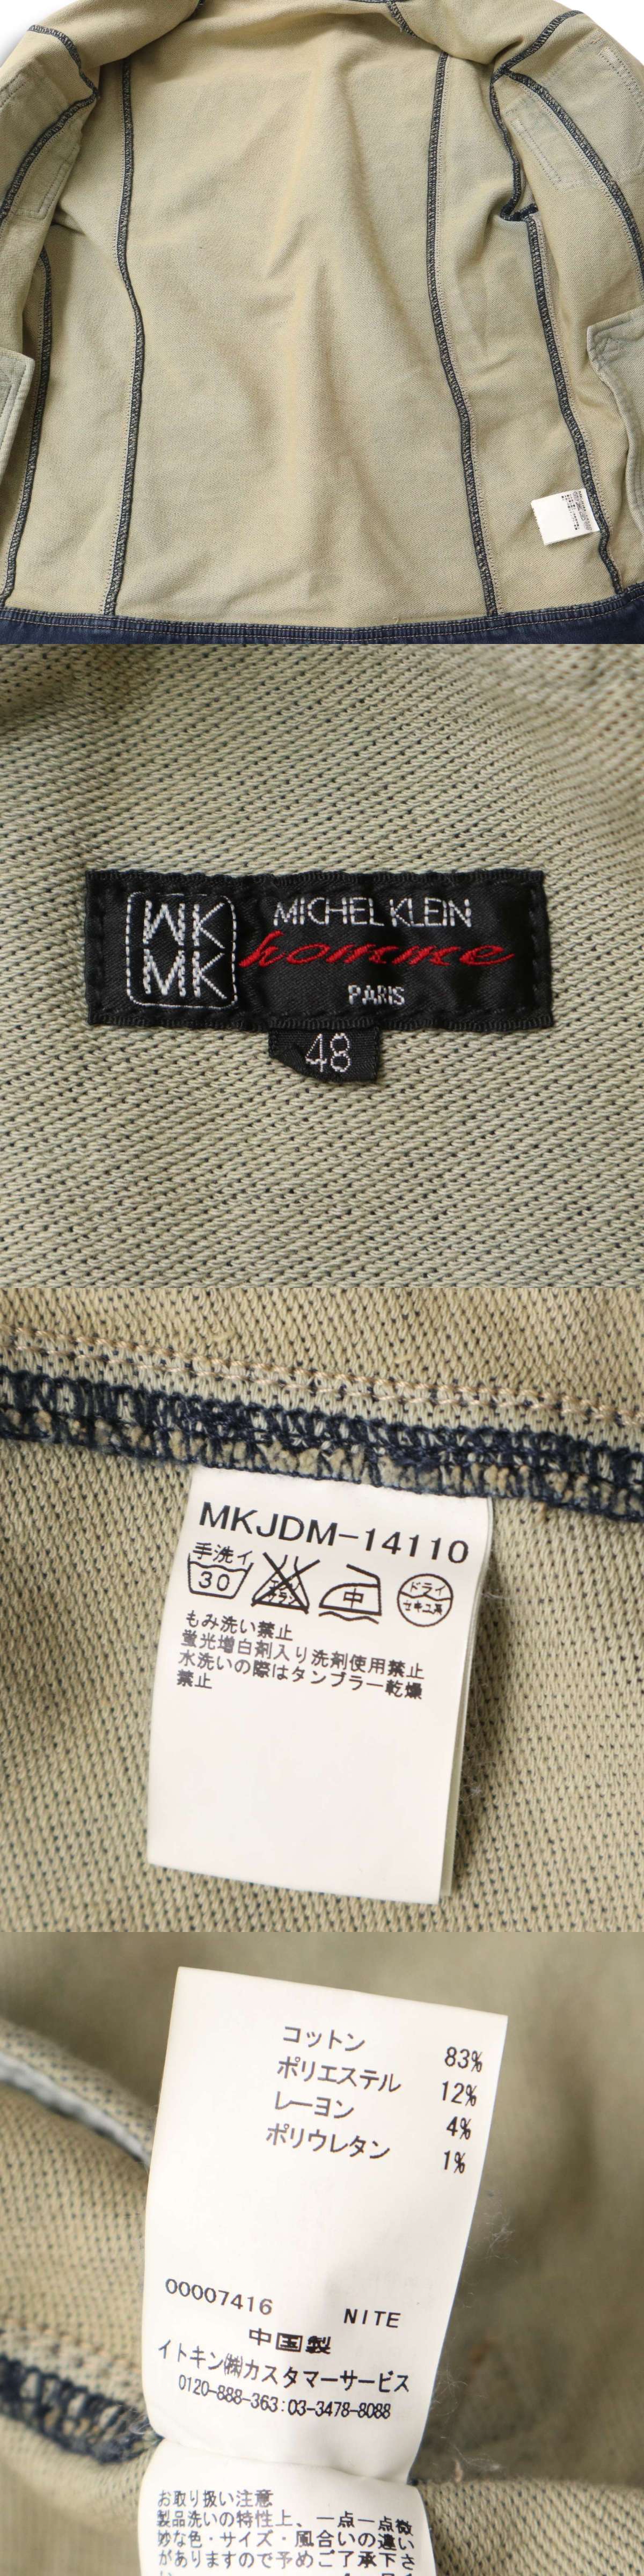 MK
MK
MICHEL KLEIN
homme
PARIS
48
MKJDM-14110
手洗イ
30
中
ドライ
セキユ系
もみ洗い禁止
蛍光増白剤入り洗剤使用禁止
水洗いの際はタンブラー乾燥
禁止
コットン 83%
ポリエステル 12%
レーヨン 4%
ポリウレタン 1%
00007416 NITE
中国製
イトキン㈱カスタマーサービス
0120-888-363:03-3478-8088
お取り扱い注意
製品洗いの特性上、一点一点微
妙な色・サイズ・風合いの違い
がありますので予めご了承下さ